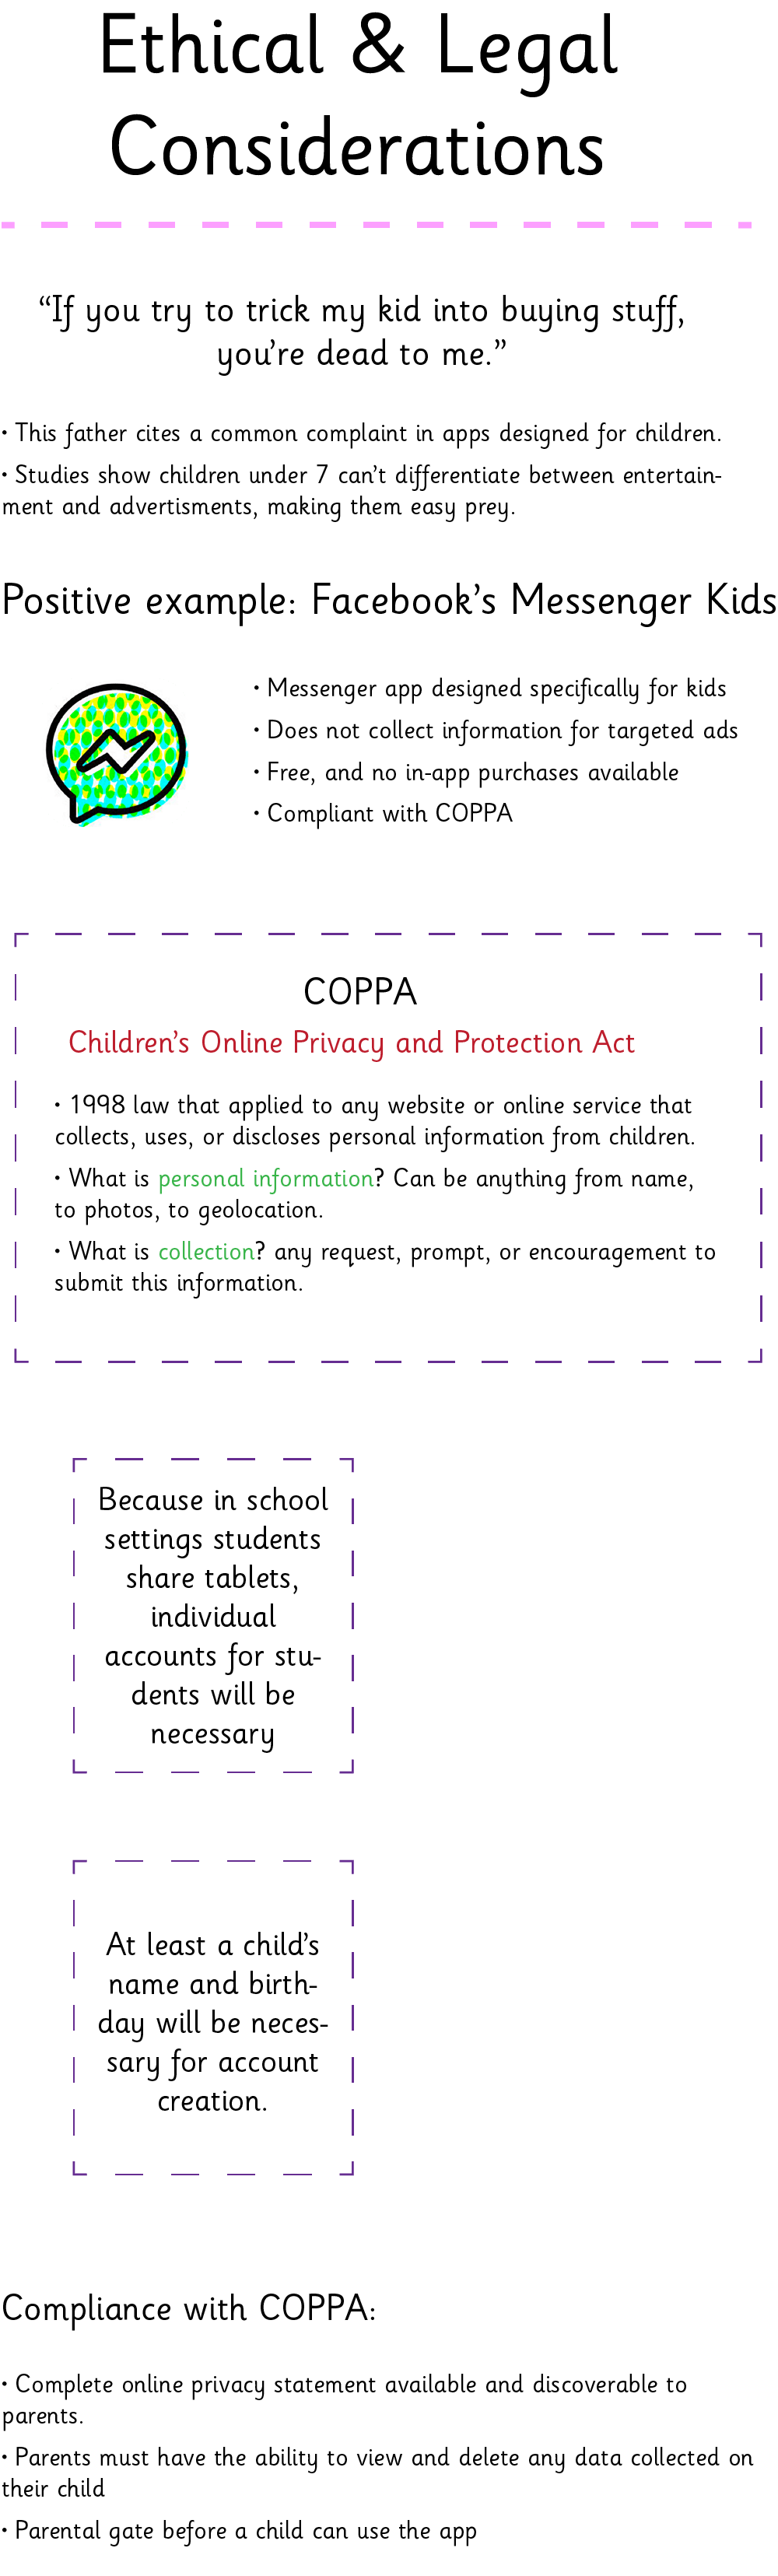 Ethical & Legal
Considerations
“If you try to trick my kid into buying stuff,
you’re dead to me.”
• This father cites a common complaint in apps designed for children.
• Studies show children under 7 can’t differentiate between entertain-
ment and advertisments, making them easy prey.
Positive example: Facebook’s Messenger Kids
• Messenger app designed specifically for kids
• Does not collect information for targeted ads
• Free, and no in-app purchases available
• Compliant with COPPA
COPPA
Children’s Online Privacy and Protection Act
• 1998 law that applied to any website or online service that
collects, uses, or discloses personal information from children.
• What is personal information? Can be anything from name,
to photos, to geolocation.
• What is collection? any request, prompt, or encouragement to
submit this information.
Because in school
settings students
share tablets,
individual
accounts for stu-
dents will be
necessary
At least a child’s
name and birth-
day will be neces-
sary for account
creation.
Compliance with COPPA:
• Complete online privacy statement available and discoverable to
parents.
• Parents must have the ability to view and delete any data collected on
their child
• Parental gate before a child can use the app